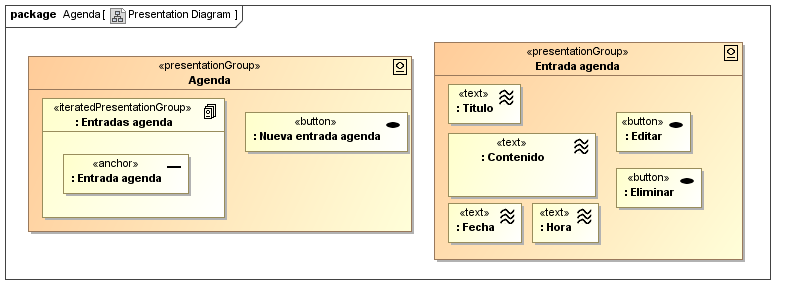 package Agenda[ Presentation Diagram ]
«presentationGroup»
Agenda
«iteratedPresentationGroup»
: Entradas agenda
«anchor»
: Entrada agenda
«button»
: Nueva entrada agenda
«presentationGroup»
Entrada agenda
«text»
: Titulo
«text»
: Contenido
«text»
: Fecha
«text»
: Hora
«button»
: Editar
«button»
: Eliminar